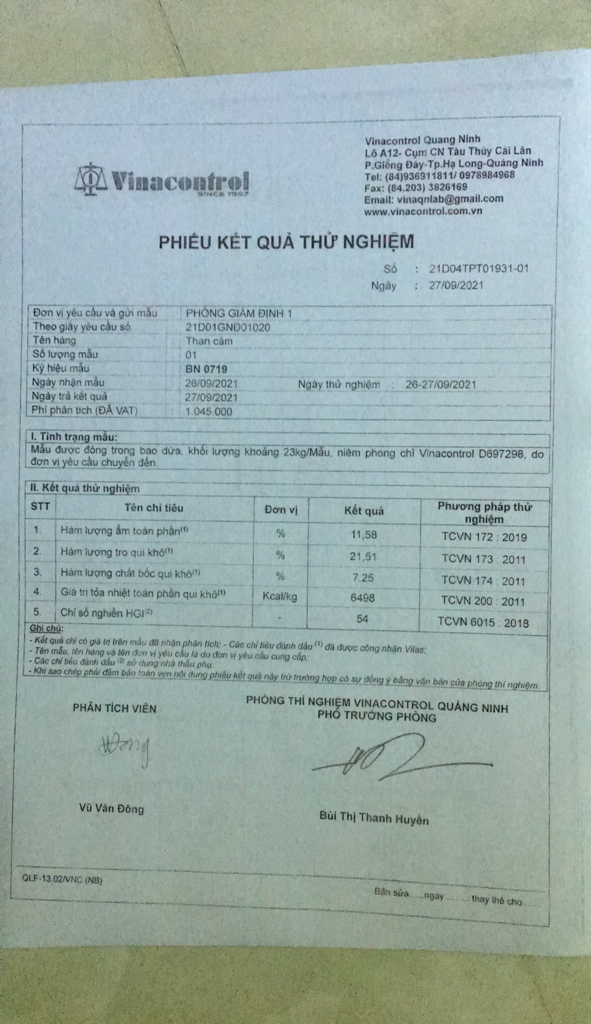 Vinacontrol
SINCE 1957
Vinacontrol Quang Ninh
Lô A12- Cụm CN Tàu Thủy Cái Lân
P.Giếng Đáy-Tp.Hạ Long-Quảng Ninh
Tel: (84)936911811/ 0978984968
Fax: (84.203) 3826169
Email: vinaqnlab@gmail.com
www.vinacontrol.com.vn
PHIẾU KẾT QUẢ THỬ NGHIỆM
Số : 21D04TPT01931-01
Ngày : 27/09/2021
Đơn vị yêu cầu và gửi mẫu : PHÒNG GIÁM ĐỊNH 1
Theo giấy yêu cầu số : 21D01GND01020
Tên hàng : Than cám
Số lượng mẫu : 01
Ký hiệu mẫu : BN 0719
Ngày nhận mẫu : 26/09/2021 Ngày thử nghiệm : 26-27/09/2021
Ngày trả kết quả : 27/09/2021
Phí phân tích (ĐÃ VAT) : 1.045.000
I. Tình trạng mẫu:
Mẫu được đóng trong bao dứa, khối lượng khoảng 23kg/Mẫu, niêm phong chì Vinacontrol D697298, do
đơn vị yêu cầu chuyển đến.
II. Kết quả thử nghiệm
STT Tên chỉ tiêu Đơn vị Kết quả Phương pháp thử nghiệm
1. Hàm lượng ẩm toàn phần(1) % 11,58 TCVN 172 : 2019
2. Hàm lượng tro qui khô(1) % 21,51 TCVN 173 : 2011
3. Hàm lượng chất bốc qui khô(1) % 7,25 TCVN 174 : 2011
4. Giá trị tỏa nhiệt toàn phần qui khô(1) Kcal/kg 6498 TCVN 200 : 2011
5. Chỉ số nghiền HGI(2) - 54 TCVN 6015 : 2018
Ghi chú:
- Kết quả chỉ có giá trị trên mẫu đã nhận phân tích; - Các chỉ tiêu đánh dấu (1) đã được công nhận Vilas;
- Tên mẫu, tên hàng và tên đơn vị yêu cầu là do đơn vị yêu cầu cung cấp;
- Các chỉ tiêu đánh dấu (2) sử dụng nhà thầu phụ.
- Khi sao chép phải đảm bảo toàn vẹn nội dung phiếu kết quả này trừ trường hợp có sự đồng ý bằng văn bản của phòng thí nghiệm.
PHÂN TÍCH VIÊN
PHÒNG THÍ NGHIỆM VINACONTROL QUẢNG NINH
PHÓ TRƯỞNG PHÒNG
Vũ Văn Đông
Bùi Thị Thanh Huyền
QLF-13.02/VNC (NB)
Bản sửa.....ngày..........thay thế cho